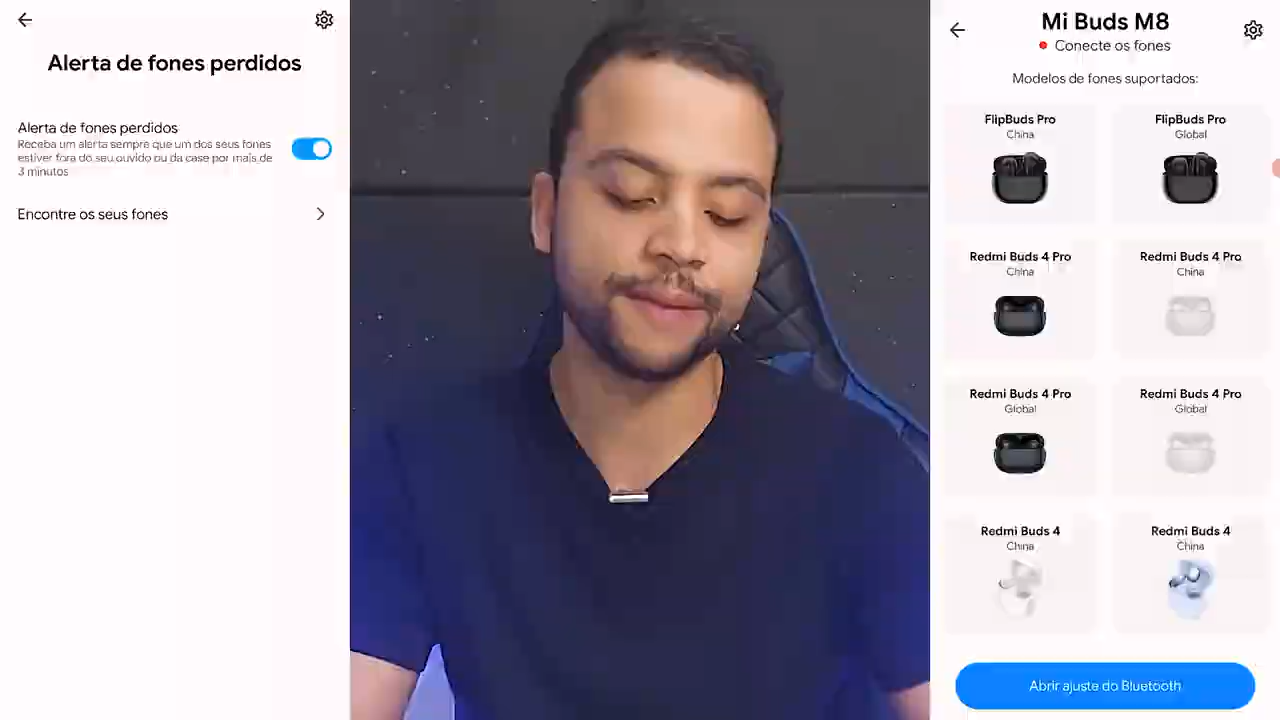 Alerta de fones perdidos
Alerta de fones perdidos
Receba um alerta sempre que um dos seus fones
estiver fora do seu ouvido ou da case por mais de
3 minutos
Encontre os seus fones
Mi Buds M8
Conecte os fones
Modelos de fones suportados:
FlipBuds Pro
China
FlipBuds Pro
Global
Redmi Buds 4 Pro
China
Redmi Buds 4 Pro
China
Redmi Buds 4 Pro
Global
Redmi Buds 4 Pro
Global
Redmi Buds 4
China
Redmi Buds 4
China
Abrir ajuste do Bluetooth